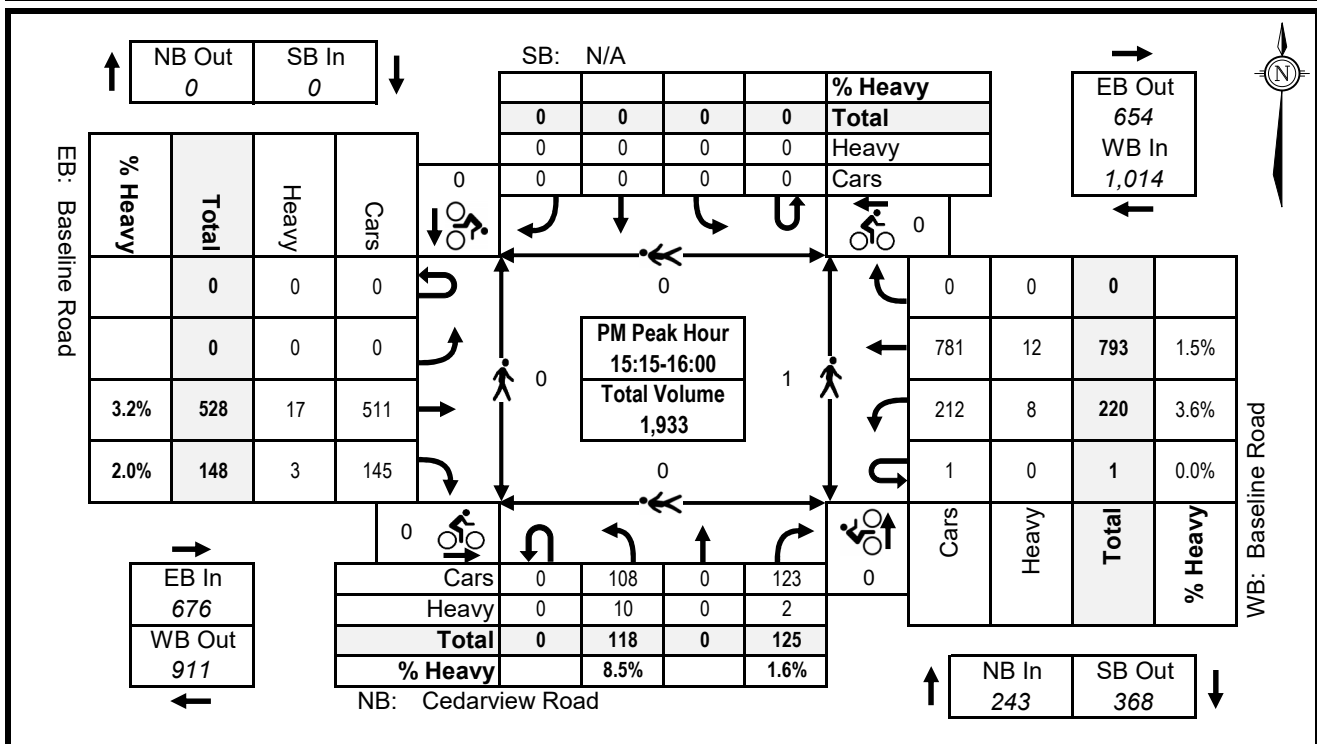 NB Out SB In
0 0
SB: N/A
% Heavy
0 0 0 0 Total
0 0 0 0 Heavy
0 0 0 0 Cars
EB Out
654
WB In
1,014
N
EB: Baseline Road
% Heavy Total Heavy Cars
0 0 0
0 0 0
3.2% 528 17 511
2.0% 148 3 145
0
0
0
0
1
0
PM Peak Hour
15:15-16:00
Total Volume
1,933
0 0 0
781 12 793 1.5%
212 8 220 3.6%
1 0 1 0.0%
Cars Heavy Total % Heavy
WB: Baseline Road
0
0
EB In
676
WB Out
911
Cars 0 108 0 123
Heavy 0 10 0 2
Total 0 118 0 125
% Heavy 8.5% 1.6%
NB: Cedarview Road
NB In SB Out
243 368